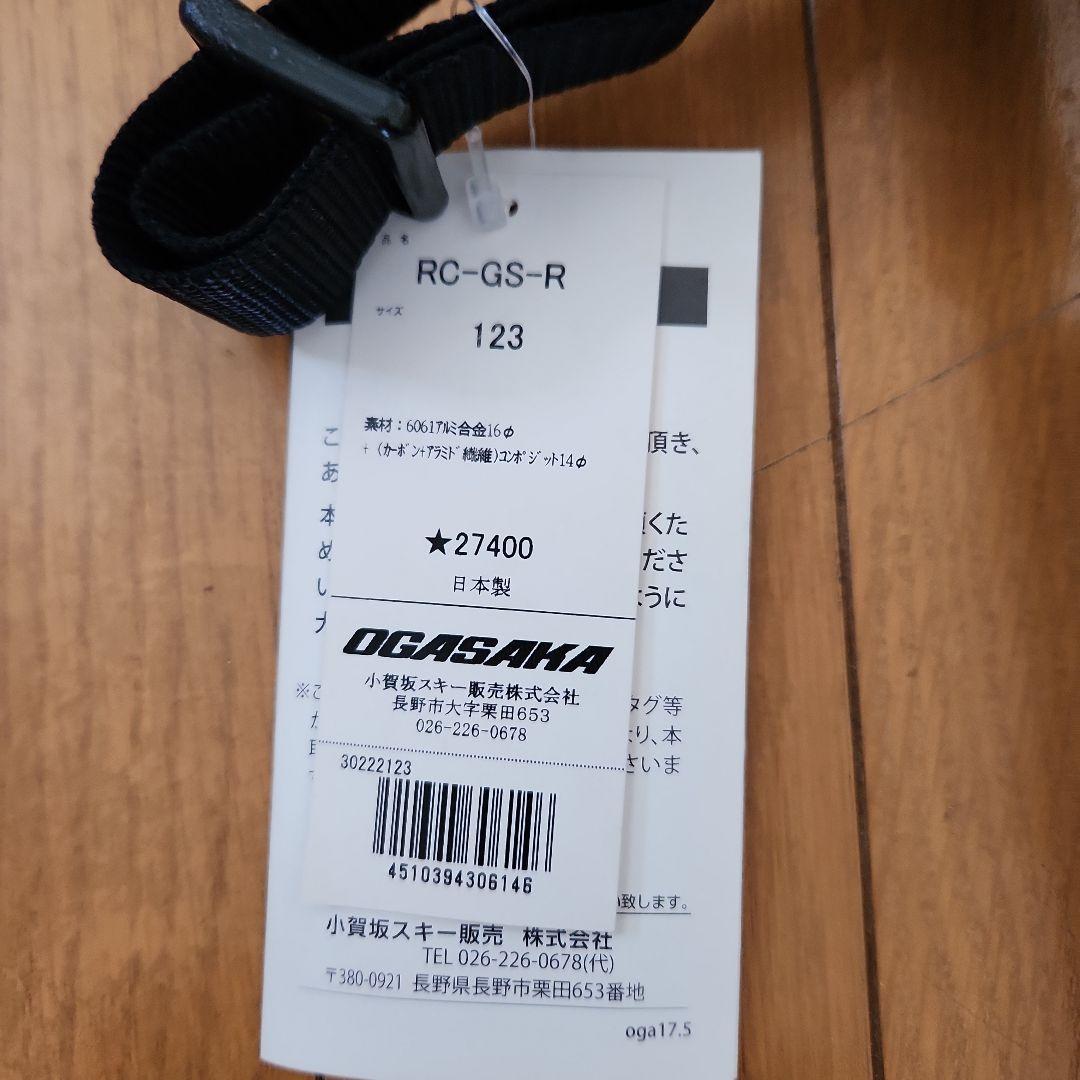 品 名
RC-GS-R
サイズ
123
素材：6061ｱﾙﾐ合金16φ
+（ｶｰﾎﾞﾝ+ｱﾗﾐﾄﾞ繊維)ｺﾝﾎﾟｼﾞｯﾄ14φ
★27400
日本製
OGASAKA
小賀坂スキー販売株式会社
長野市大字栗田653
026-226-0678
30222123
4510394306146
頂き、
あ
本 くた
め ださ
い ように
※ タグ等
り、本
さいま
致します。
小賀坂スキー販売 株式会社
TEL 026-226-0678(代)
〒380-0921 長野県長野市栗田653番地
oga17.5